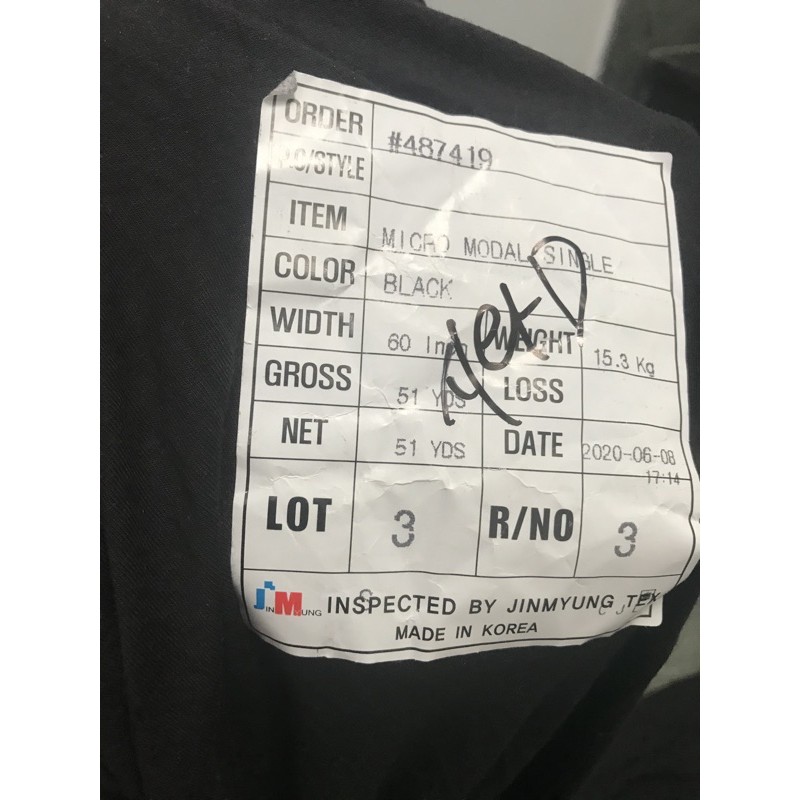 ORDER #487419
P.O/STYLE
ITEM MICRO MODAL SINGLE
COLOR BLACK
WIDTH 60 Inch WEIGHT 15.3 Kg
GROSS 51 YDS LOSS
NET 51 YDS DATE 2020-06-08
17:14
LOT 3 R/NO 3
JINMYUNG INSPECTED BY JINMYUNG TEX
MADE IN KOREA